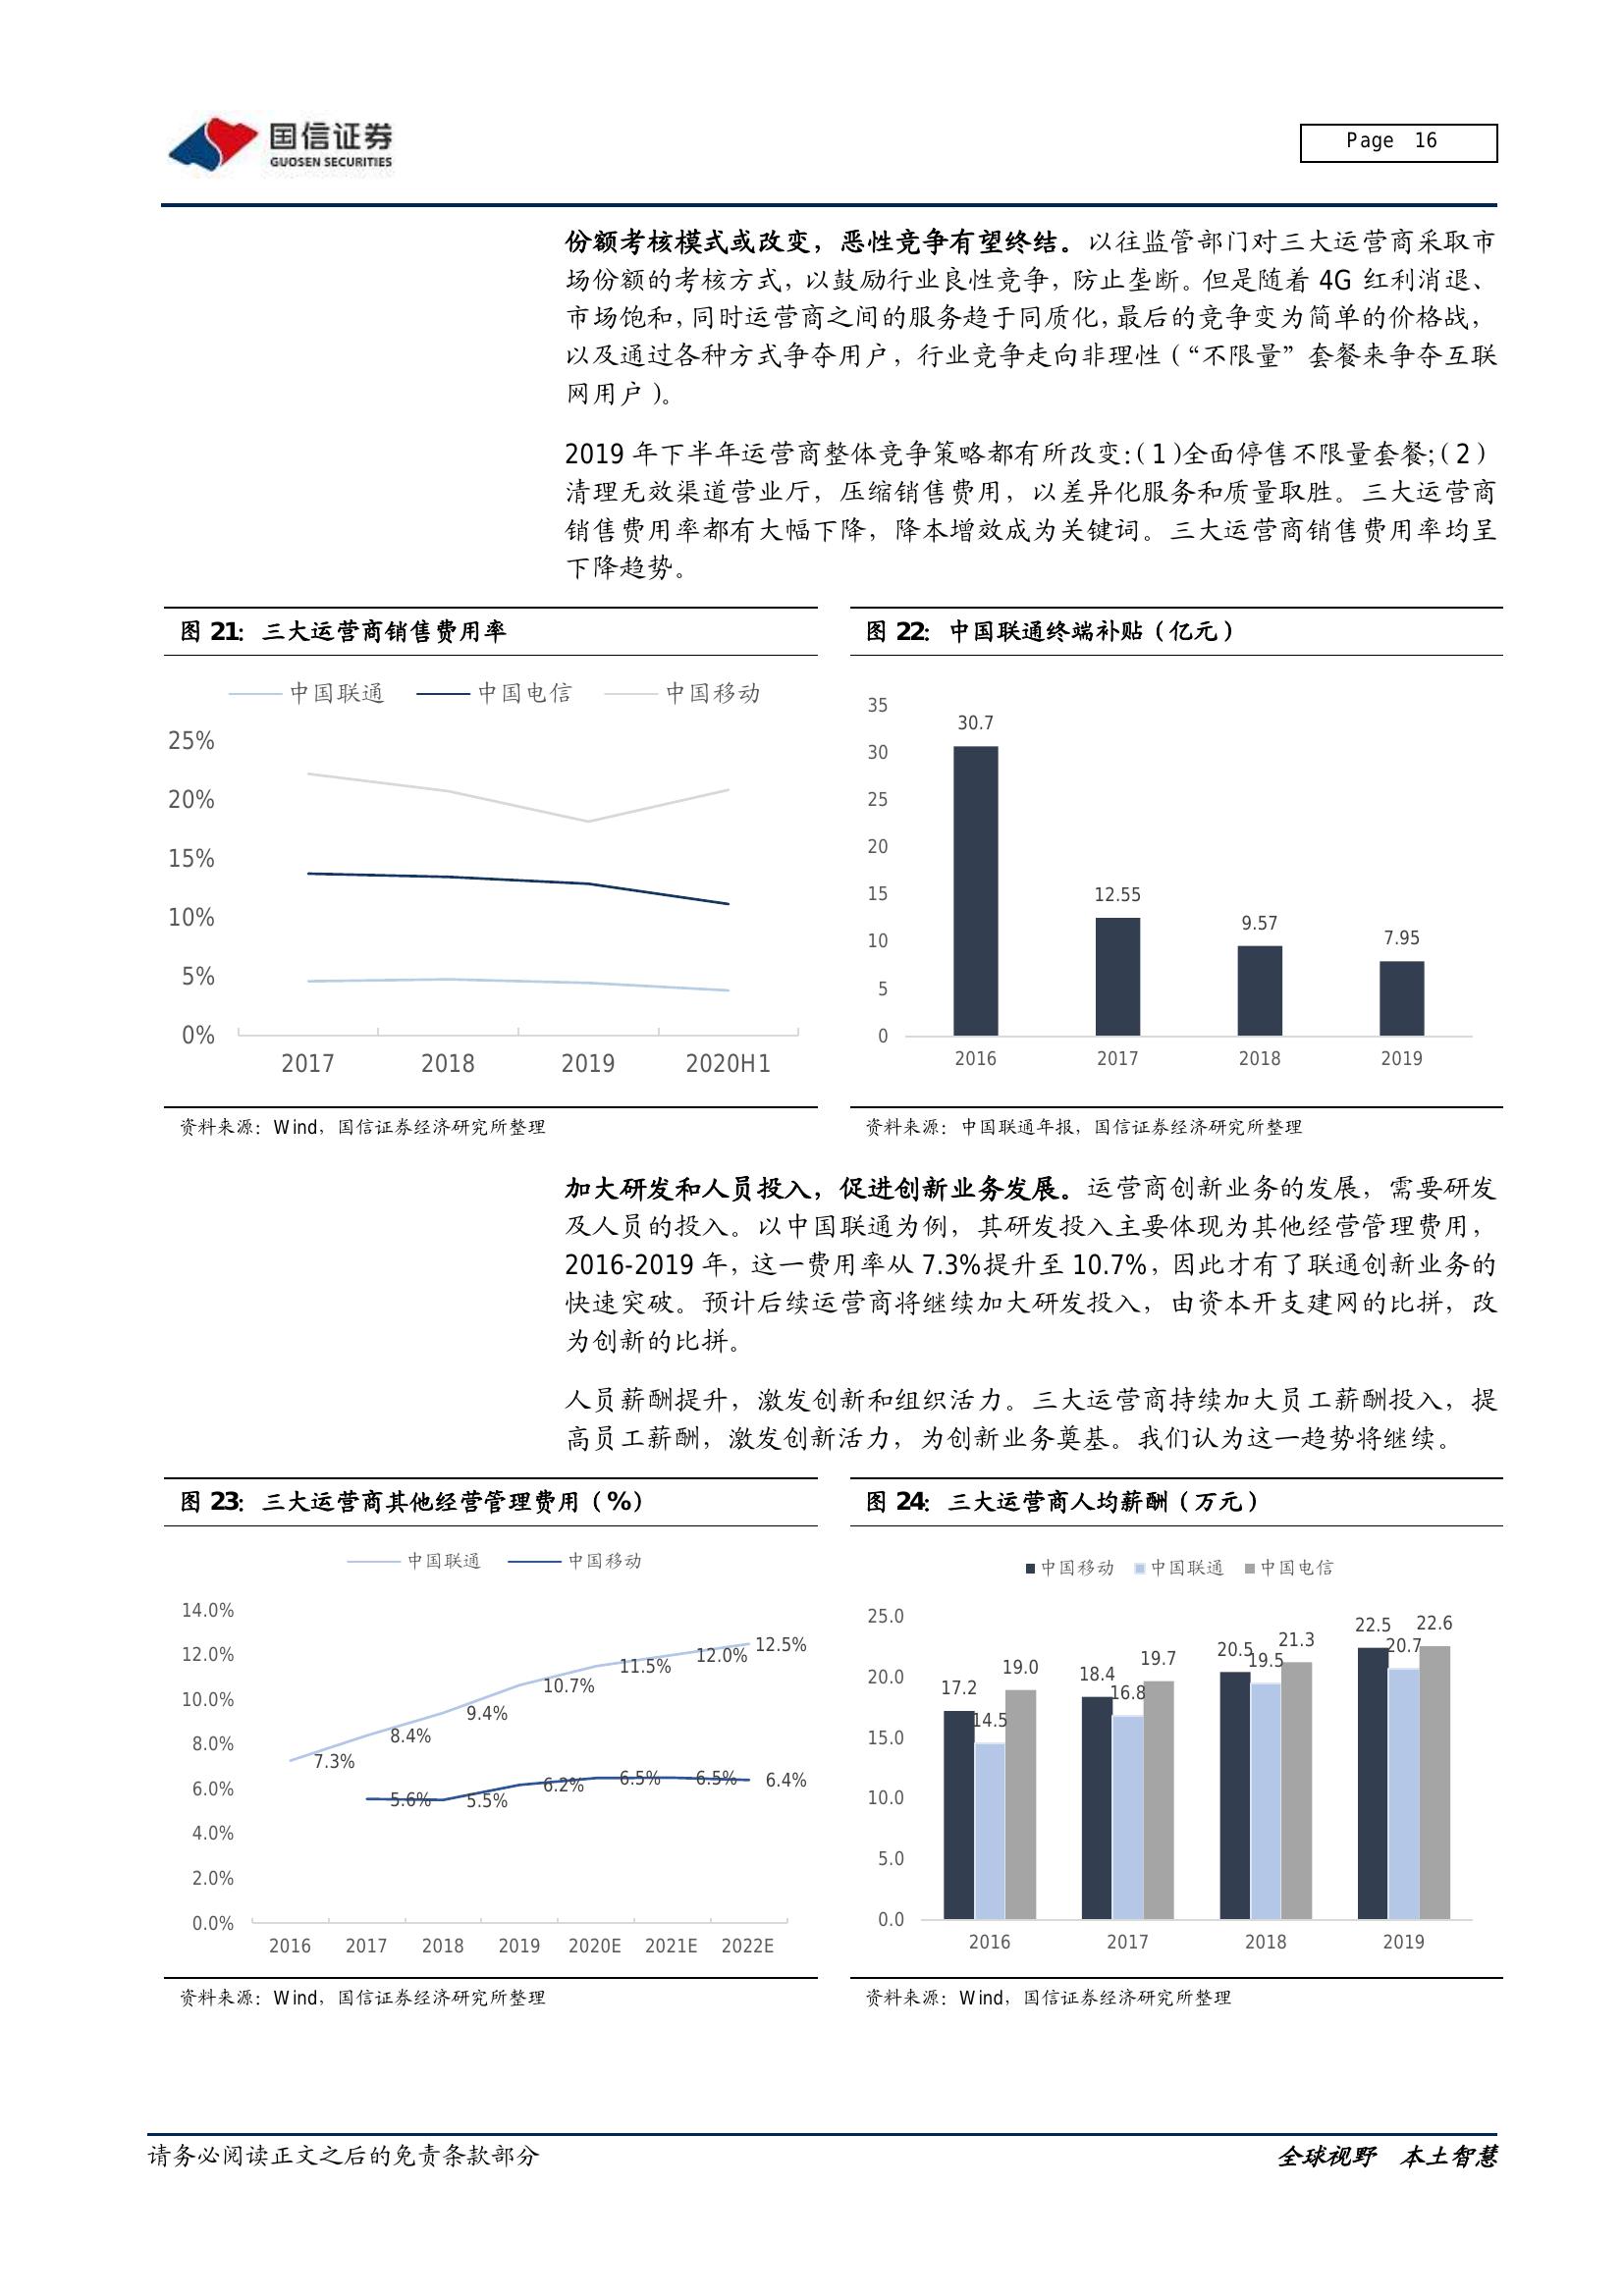 国信证券
GUOSEN SECURITIES
Page 16
份额考核模式或改变，恶性竞争有望终结。以往监管部门对三大运营商采取市
场份额的考核方式，以鼓励行业良性竞争，防止垄断。但是随着 4G 红利消退、
市场饱和，同时运营商之间的服务趋于同质化，最后的竞争变为简单的价格战，
以及通过各种方式争夺用户，行业竞争走向非理性（“不限量”套餐来争夺互联
网用户）。
2019 年下半年运营商整体竞争策略都有所改变：（1）全面停售不限量套餐；（2）
清理无效渠道营业厅，压缩销售费用，以差异化服务和质量取胜。三大运营商
销售费用率都有大幅下降，降本增效成为关键词。三大运营商销售费用率均呈
下降趋势。
图 21：三大运营商销售费用率
中国联通 中国电信 中国移动
25%
20%
15%
10%
5%
0%
2017 2018 2019 2020H1
资料来源：Wind，国信证券经济研究所整理
图 22：中国联通终端补贴（亿元）
35
30
25
20
15
10
5
0
30.7
12.55
9.57
7.95
2016 2017 2018 2019
资料来源：中国联通年报，国信证券经济研究所整理
加大研发和人员投入，促进创新业务发展。运营商创新业务的发展，需要研发
及人员的投入。以中国联通为例，其研发投入主要体现为其他经营管理费用，
2016-2019 年，这一费用率从 7.3%提升至 10.7%，因此才有了联通创新业务的
快速突破。预计后续运营商将继续加大研发投入，由资本开支建网的比拼，改
为创新的比拼。
人员薪酬提升，激发创新和组织活力。三大运营商持续加大员工薪酬投入，提
高员工薪酬，激发创新活力，为创新业务奠基。我们认为这一趋势将继续。
图 23：三大运营商其他经营管理费用（%）
中国联通 中国移动
14.0%
12.0%
10.0%
8.0%
6.0%
4.0%
2.0%
0.0%
7.3% 8.4% 9.4% 10.7% 11.5% 12.0% 12.5%
5.6% 5.5% 6.2% 6.5% 6.5% 6.4%
2016 2017 2018 2019 2020E 2021E 2022E
资料来源：Wind，国信证券经济研究所整理
图 24：三大运营商人均薪酬（万元）
中国移动 中国联通 中国电信
25.0
20.0
15.0
10.0
5.0
0.0
17.2 14.5 19.0
18.4 16.8 19.7
20.5 19.5 21.3
22.5 20.7 22.6
2016 2017 2018 2019
资料来源：Wind，国信证券经济研究所整理
请务必阅读正文之后的免责条款部分
全球视野 本土智慧